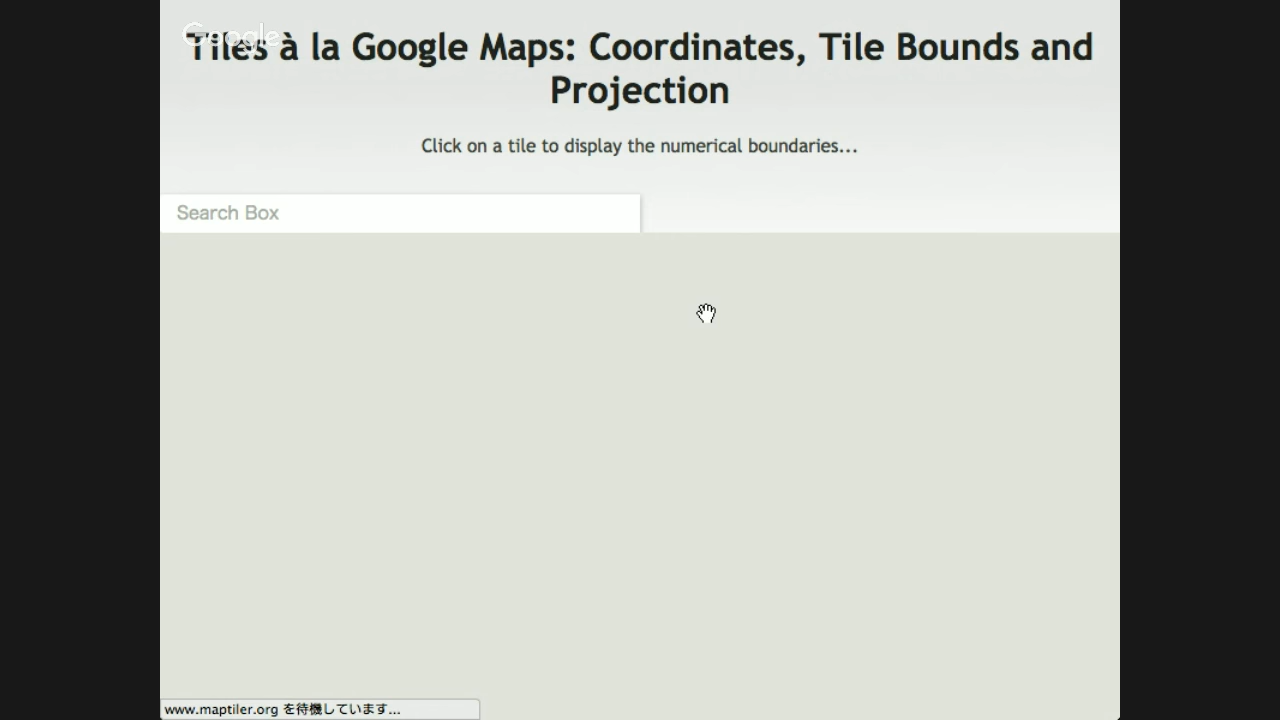 Google
Tiles à la Google Maps: Coordinates, Tile Bounds and
Projection
Click on a tile to display the numerical boundaries...
Search Box
www.maptiler.org を待機しています...